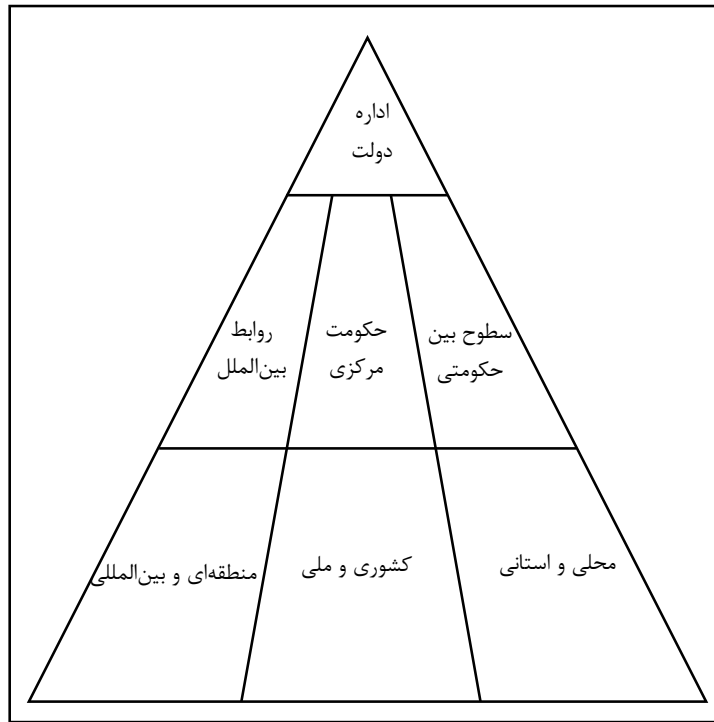 اداره
دولت
سطوح بین
حکومتی
حکومت
مرکزی
روابط
بین‌الملل
محلی و استانی
کشوری و ملی
منطقه‌ای و بین‌المللی